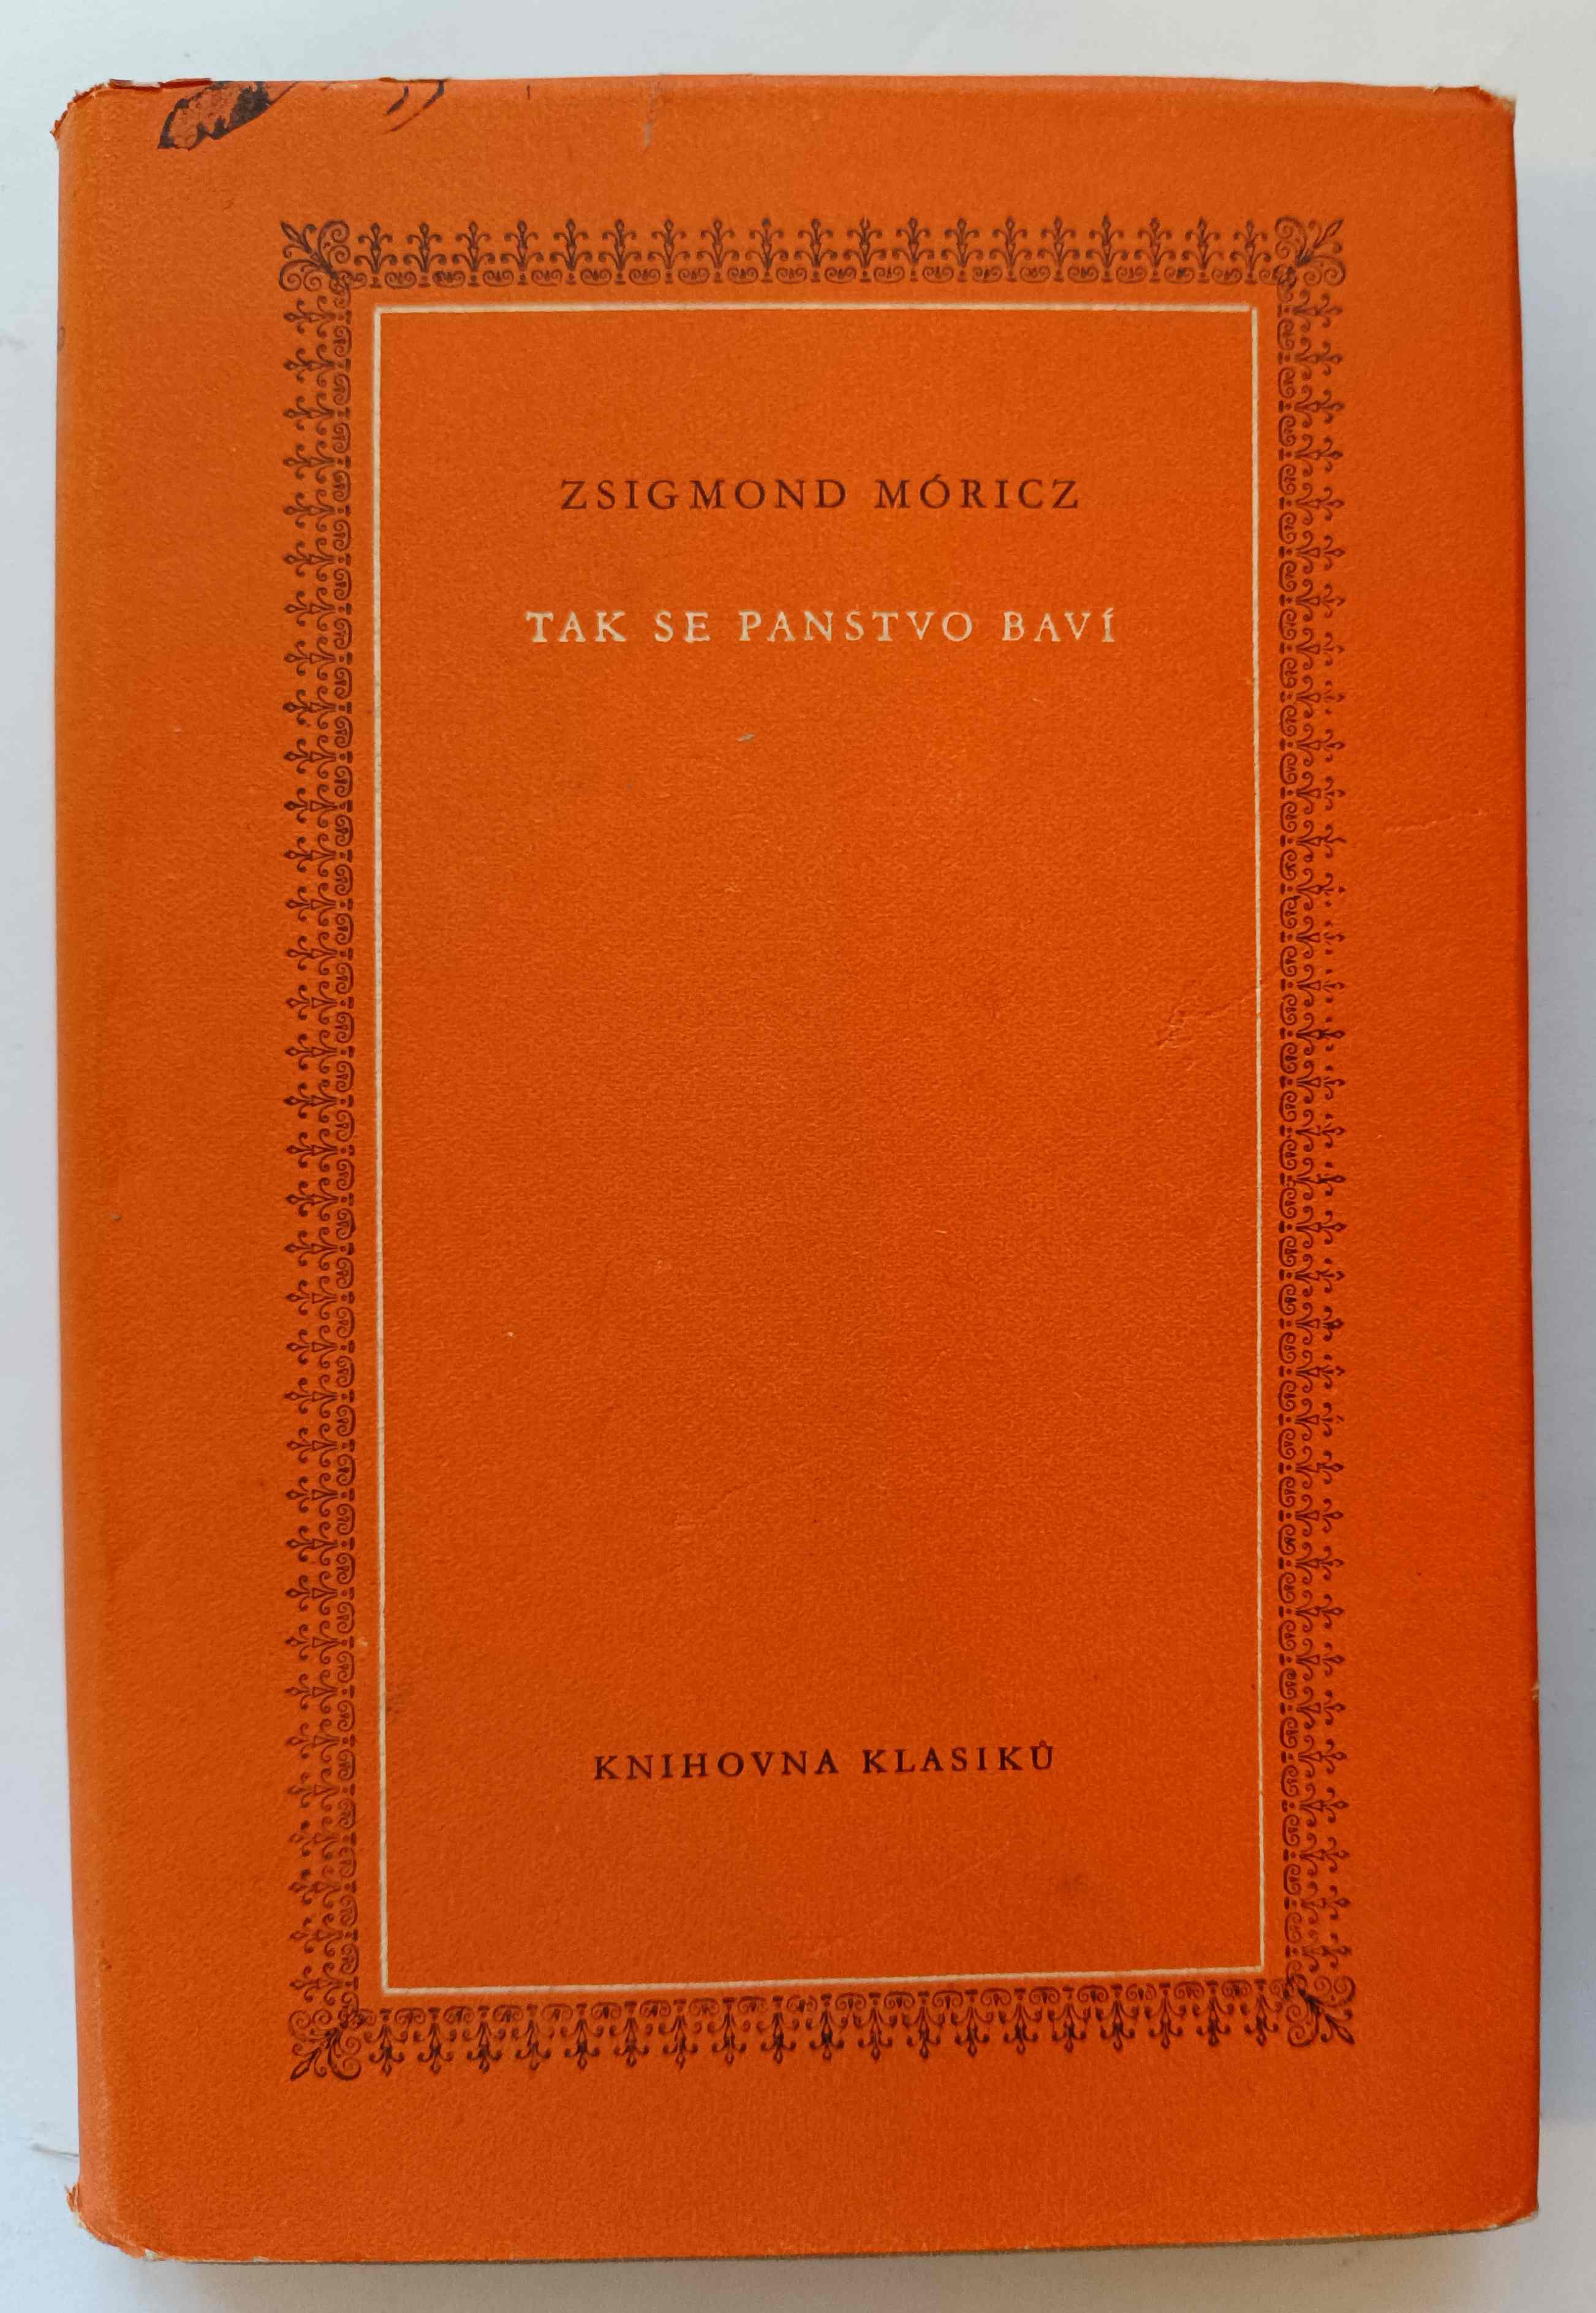 ZSIGMOND MÓRICZ
TAK SE PANSTVO BAVÍ
KNIHOVNA KLASIKŮ